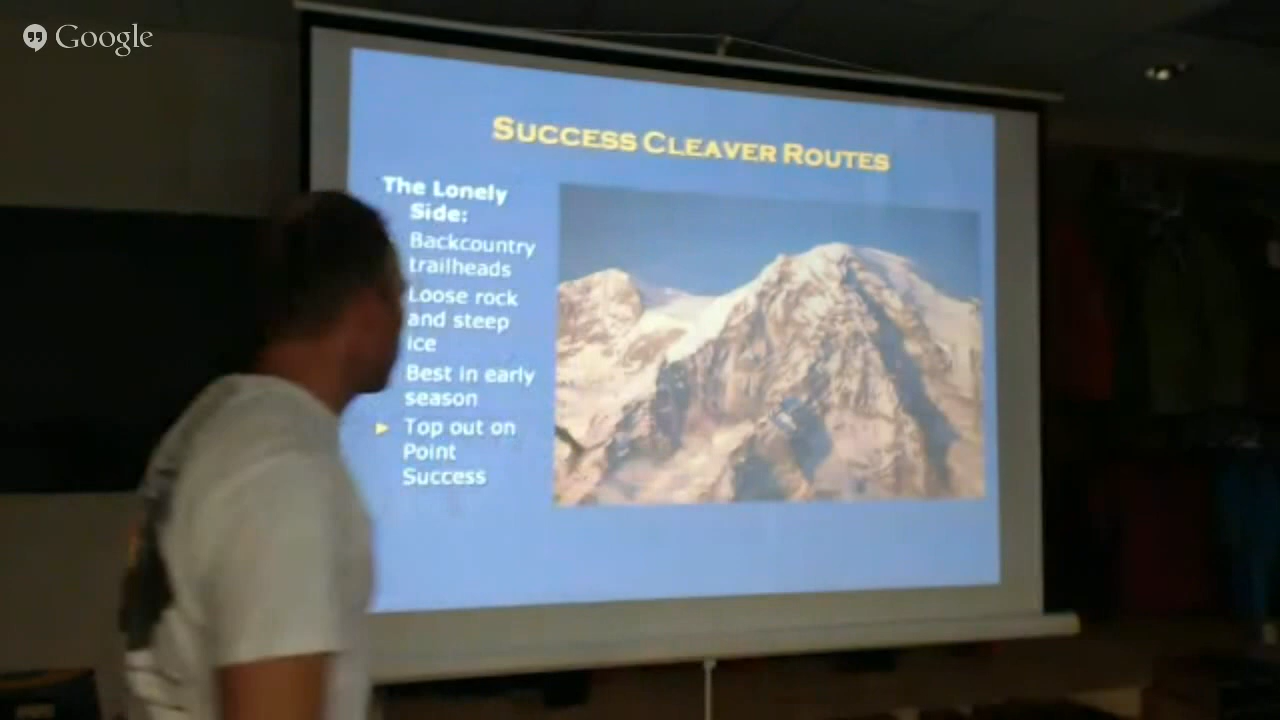 Google
SUCCESS CLEAVER ROUTES
The Lonely
Side:
Backcountry
trailheads
Loose rock
and steep
ice
Best in early
season
Top out on
Point
Success